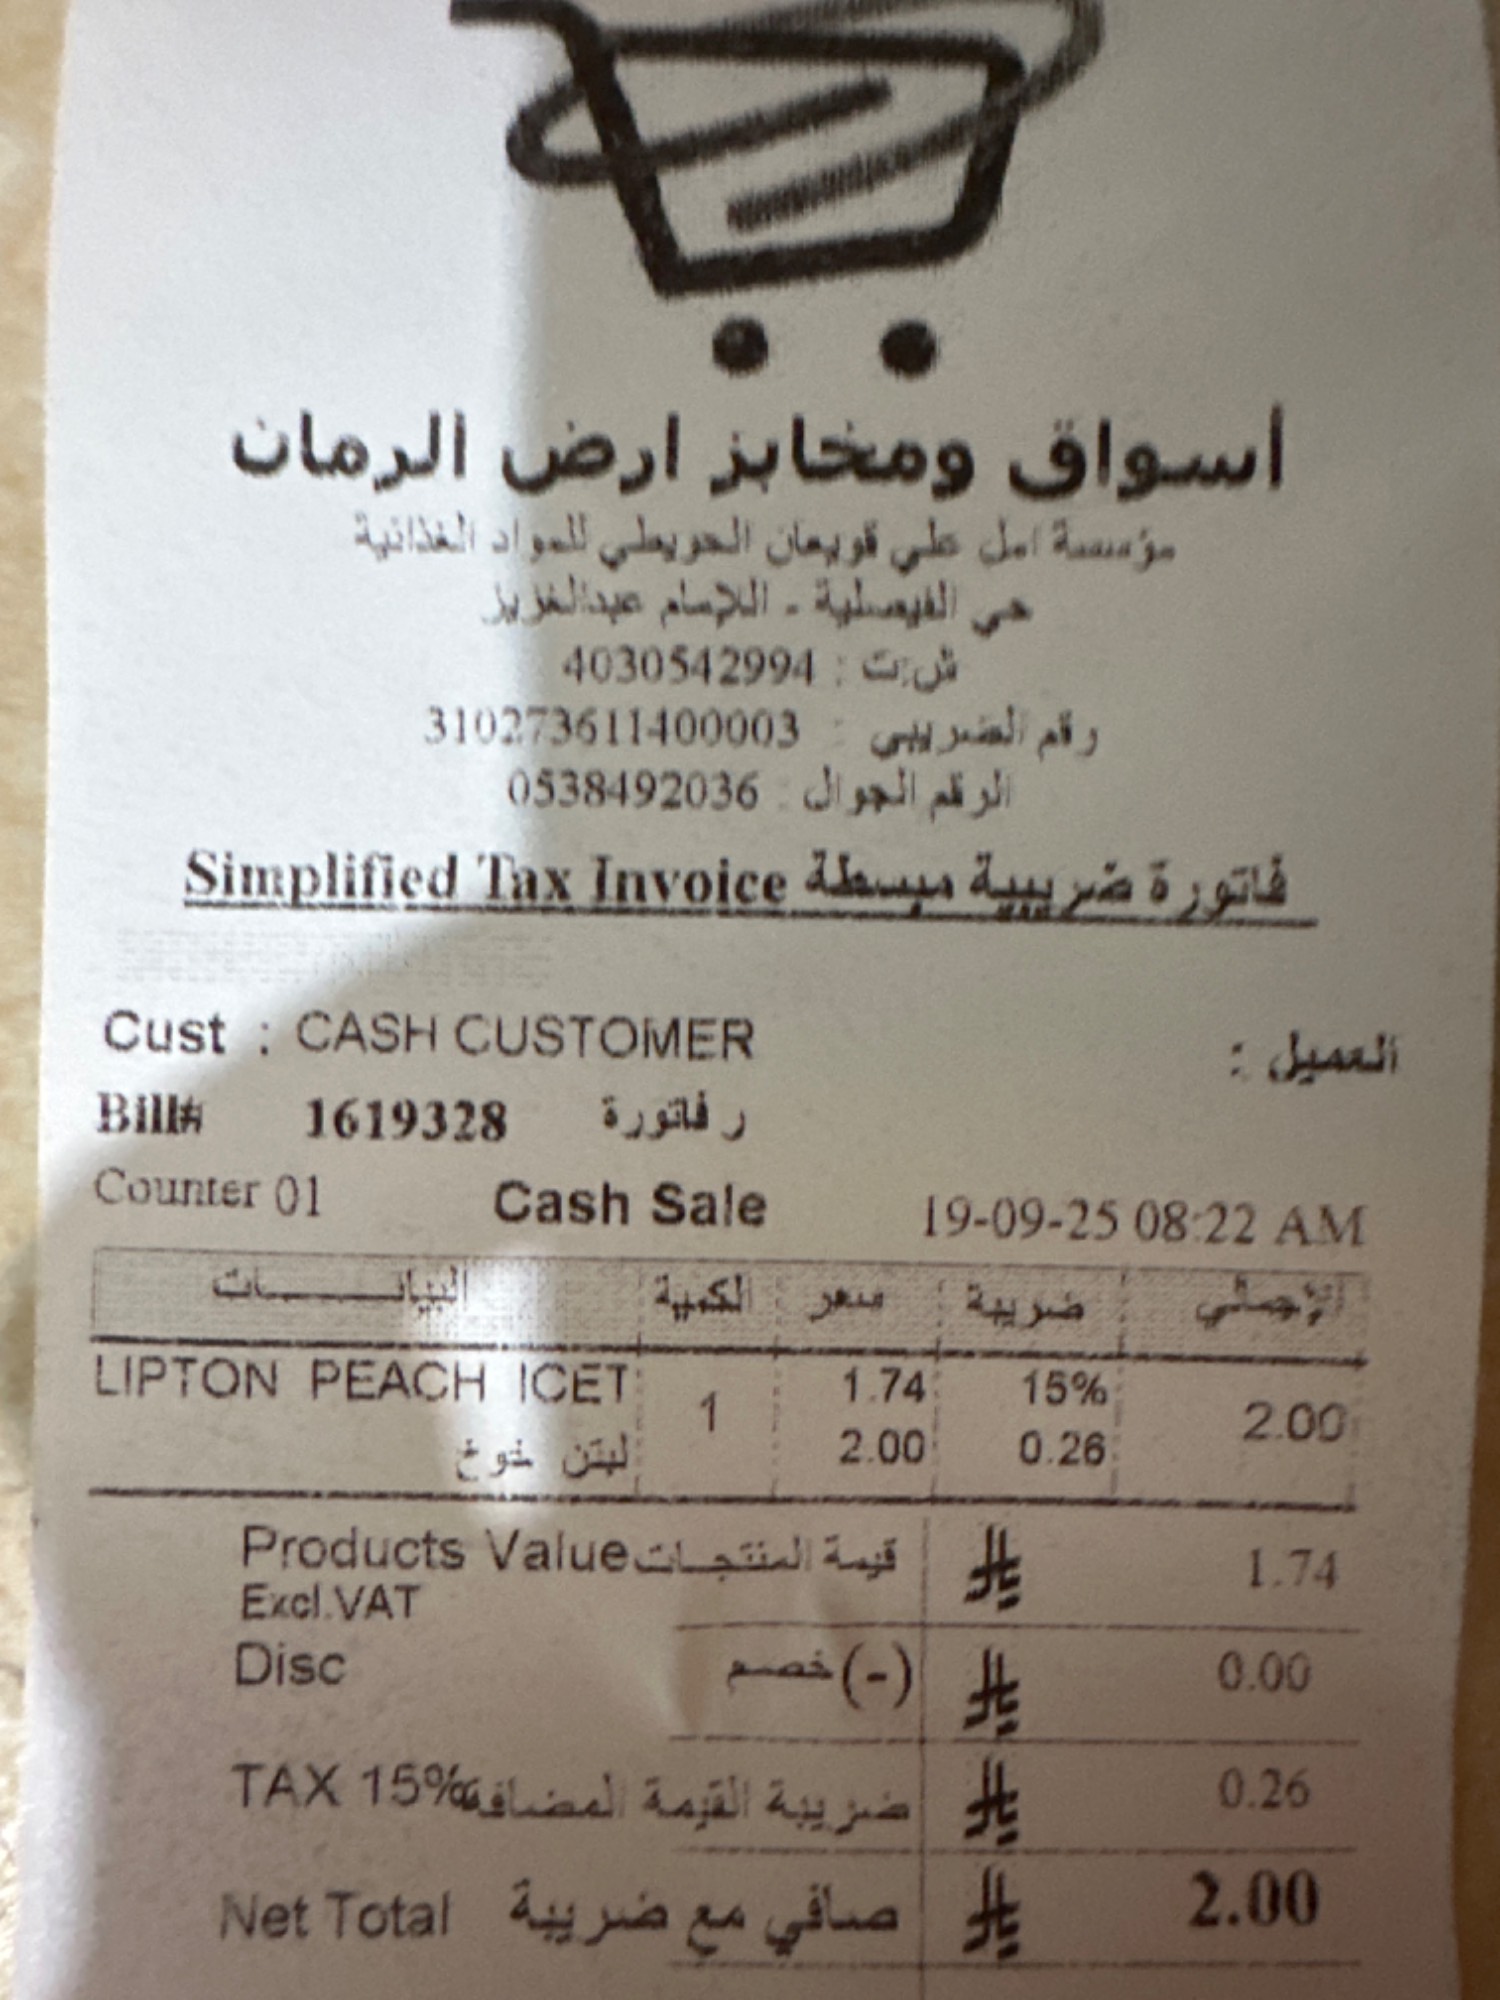 أسواق ومخابز ارض الرمان
مؤسسة امل علي قويعان الحويطي للمواد الغذائية
حي الفيصلية - اللإمام عبدالعزيز
ش:ت : 4030542994
رقم الضريبي : 310273611400003
الرقم الجوال : 0538492036
Simplified Tax Invoice فاتورة ضريبية مبسطة
Cust : CASH CUSTOMER العميل :
Bill# 1619328 ر فاتورة
Counter 01 Cash Sale 19-09-25 08:22 AM
البيانات الكمية سعر ضريبة الإجمالي
LIPTON PEACH ICET 1 1.74 15% 2.00
لبتن خوخ 2.00 0.26
Products Value قيمة المنتجات 1.74
Excl.VAT
Disc خصم (-) 0.00
TAX 15% ضريبة القيمة المضافة 0.26
Net Total صافي مع ضريبة 2.00